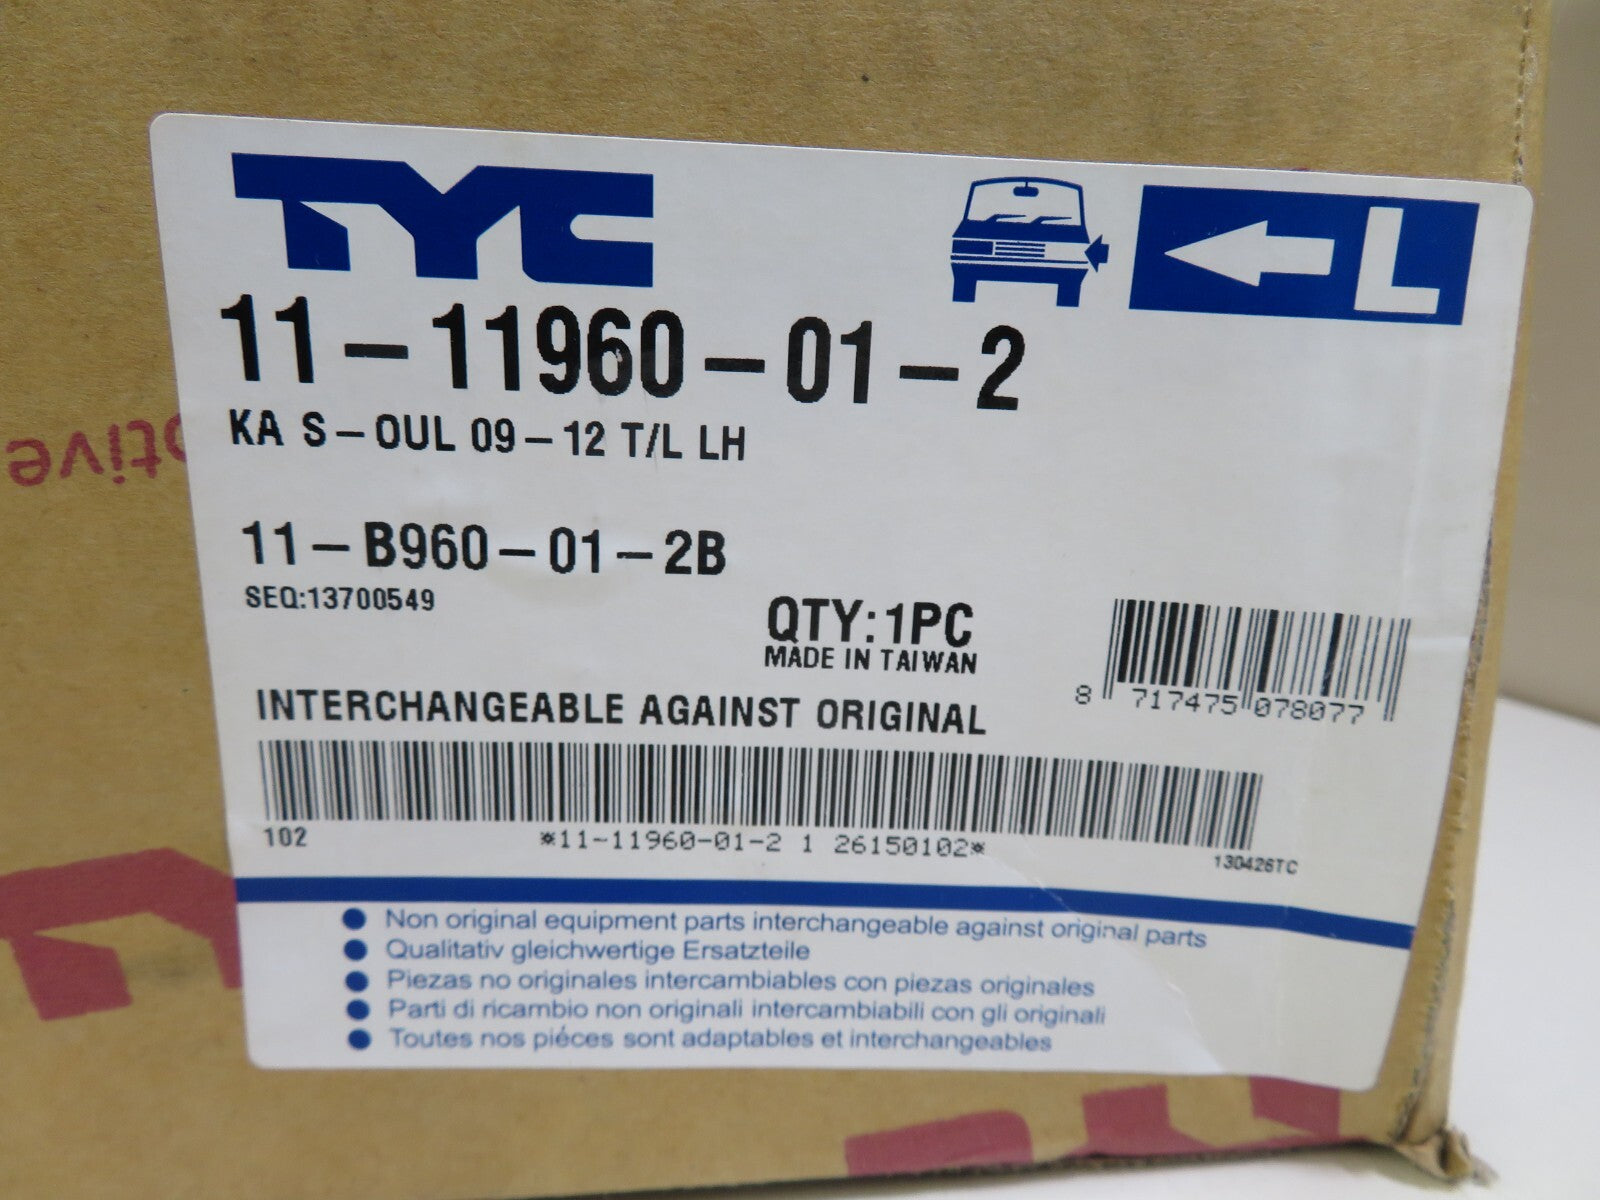 TYC
L
11-11960-01-2
KA S-OUL 09-12 T/L LH
11-B960-01-2B
SEQ:13700549
QTY:1PC
MADE IN TAIWAN
8 717475 078077
INTERCHANGEABLE AGAINST ORIGINAL
102
*11-11960-01-2 1 26150102*
130426TC
Non original equipment parts interchangeable against original parts
Qualitativ gleichwertige Ersatzteile
Piezas no originales intercambiables con piezas originales
Parti di ricambio non originali intercambiabili con gli originali
Toutes nos piéces sont adaptables et interchangeables
otive